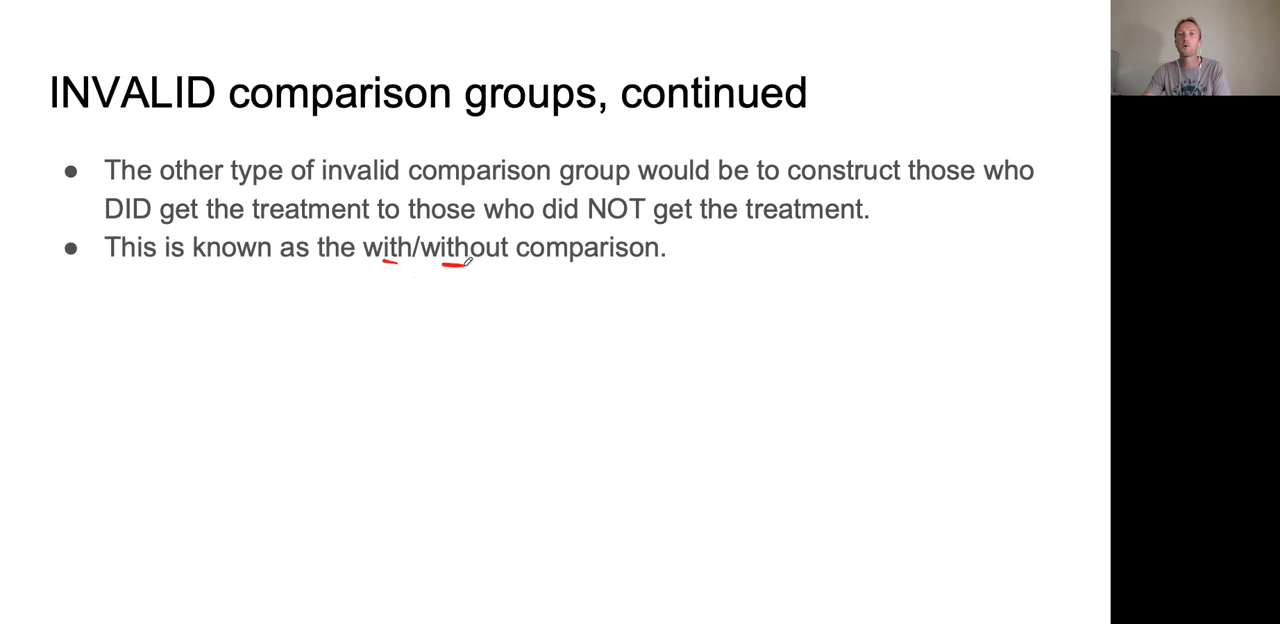 INVALID comparison groups, continued
● The other type of invalid comparison group would be to construct those who
DID get the treatment to those who did NOT get the treatment.
● This is known as the with/without comparison.